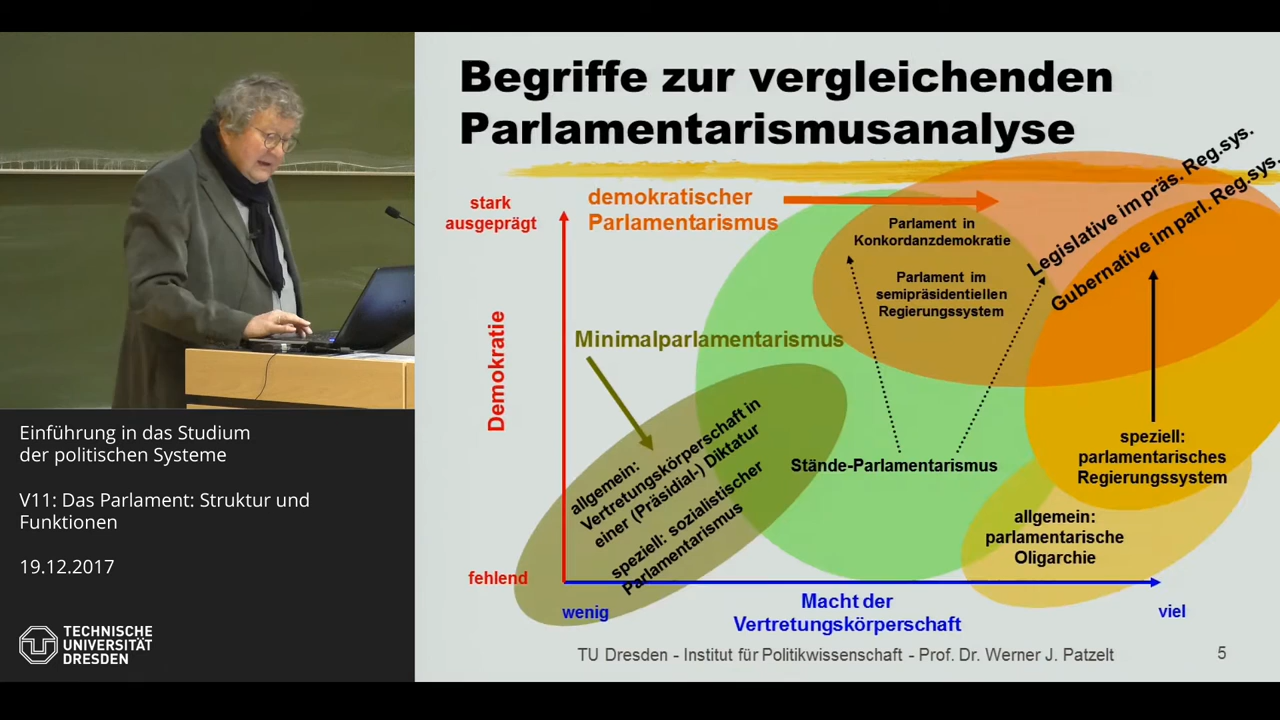 Begriffe zur vergleichenden
Parlamentarismusanalyse
stark
ausgeprägt
demokratischer
Parlamentarismus
Parlament in
Konkordanzdemokratie
Parlament im
semipräsidentiellen
Regierungssystem
Legislative im präs. Reg.sys.
Gubernative im parl. Reg.sys.
Demokratie
Minimalparlamentarismus
allgemein:
Vertretungskörperschaft in
einer (Präsidial-) Diktatur
speziell: sozialistischer
Parlamentarismus
Stände-Parlamentarismus
speziell:
parlamentarisches
Regierungssystem
allgemein:
parlamentarische
Oligarchie
fehlend
wenig
Macht der
Vertretungskörperschaft
viel
TU Dresden - Institut für Politikwissenschaft - Prof. Dr. Werner J. Patzelt
5
Einführung in das Studium
der politischen Systeme
V11: Das Parlament: Struktur und
Funktionen
19.12.2017
TECHNISCHE
UNIVERSITÄT
DRESDEN